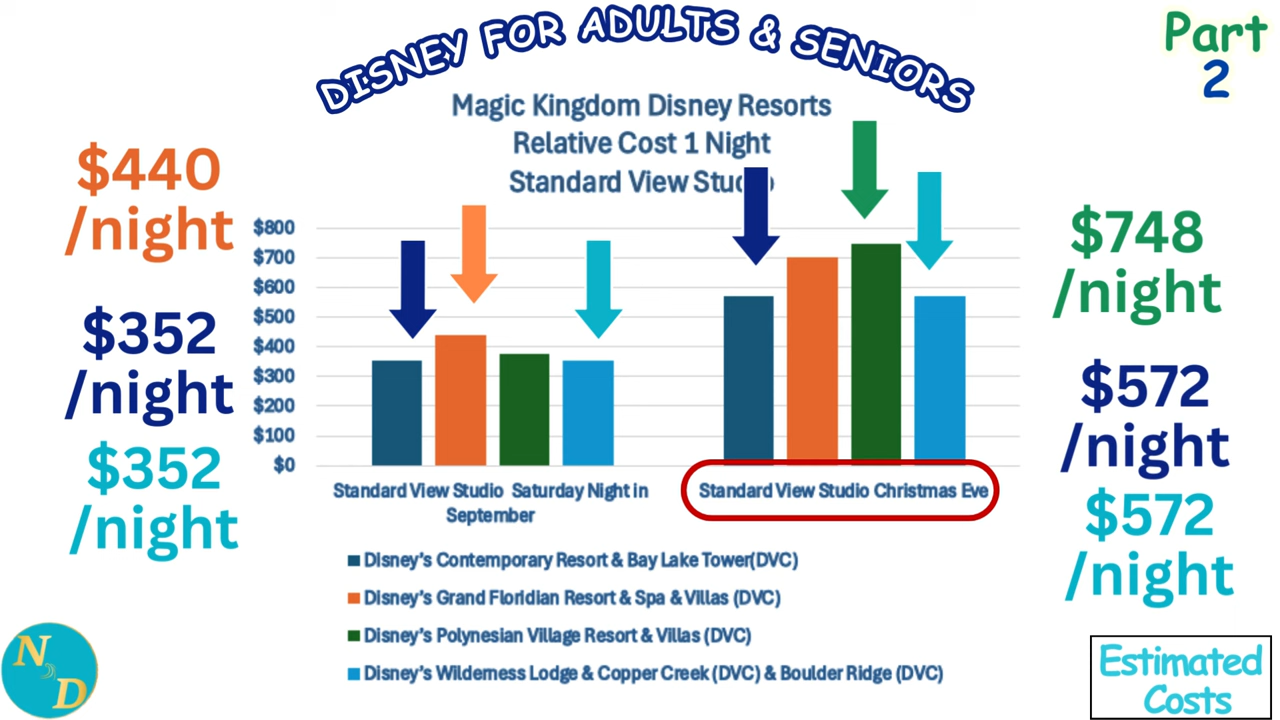 DISNEY FOR ADULTS & SENIORS
Part
2
Magic Kingdom Disney Resorts
Relative Cost 1 Night
Standard View
$440
/night
$352
/night
$352
/night
$800
$700
$600
$500
$400
$300
$200
$100
$0
Standard View Studio Saturday Night in
September
Standard View Studio Christmas Eve
$748
/night
$572
/night
$572
/night
Disney's Contemporary Resort & Bay Lake Tower(DVC)
Disney's Grand Floridian Resort & Spa & Villas (DVC)
Disney's Polynesian Village Resort & Villas (DVC)
Disney's Wilderness Lodge & Copper Creek (DVC) & Boulder Ridge (DVC)
N
D
Estimated
Costs